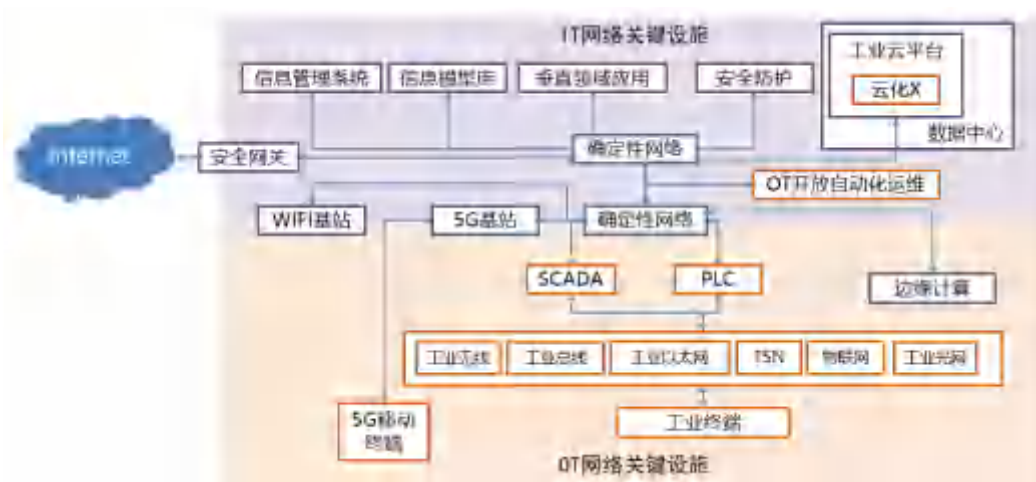 IT网络关键设施
工业云平台
信息管理系统
信息模型库
垂直领域应用
安全防护
云化X
数据中心
Internet
安全网关
确定性网络
OT开放自动化运维
WIFI基站
5G基站
确定性网络
SCADA
PLC
边缘计算
工业无线
工业总线
工业以太网
TSN
物联网
工业光网
5G移动
终端
工业终端
OT网络关键设施